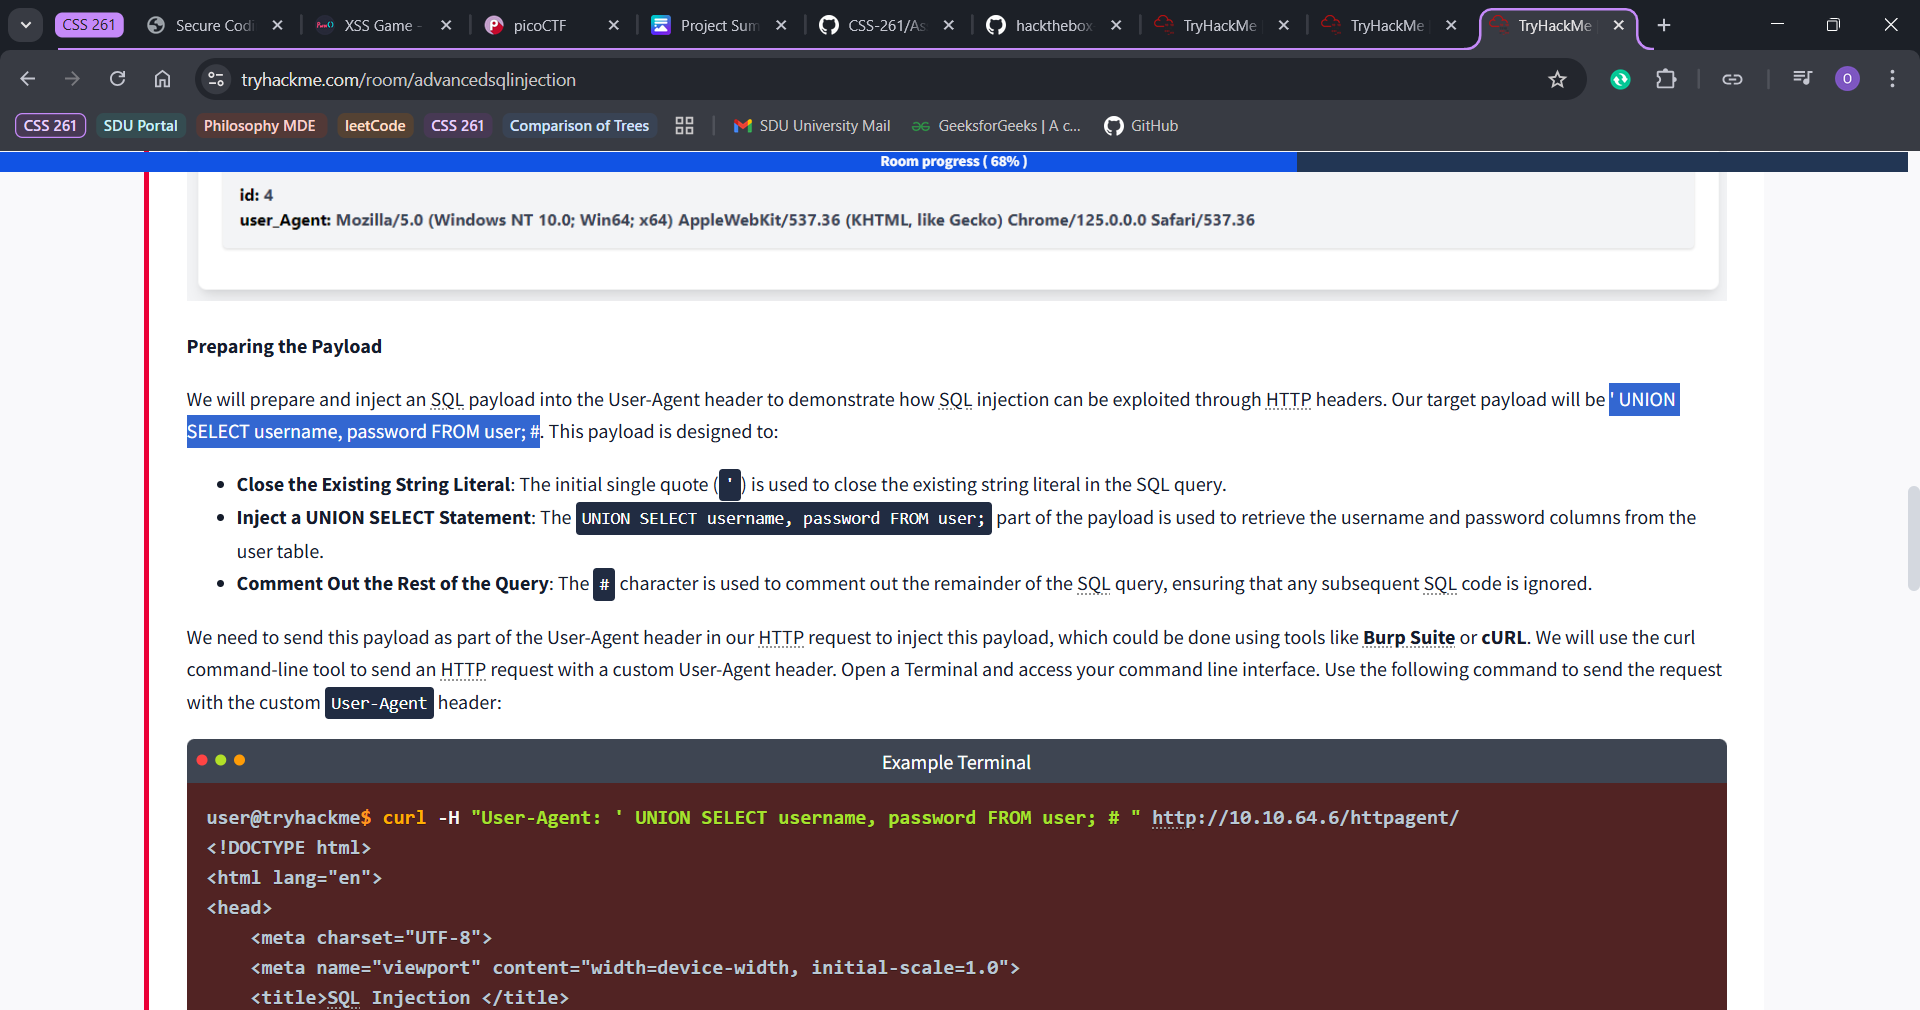 CSS 261
Secure Codi
XSS Game -
picoCTF
Project Sum
CSS-261/As
hackthebox
TryHackMe
TryHackMe
TryHackMe
tryhackme.com/room/advancedsqlinjection
O
CSS 261
SDU Portal
Philosophy MDE
leetCode
CSS 261
Comparison of Trees
SDU University Mail
GeeksforGeeks | A c...
GitHub
Room progress ( 68% )
id: 4
user_Agent: Mozilla/5.0 (Windows NT 10.0; Win64; x64) AppleWebKit/537.36 (KHTML, like Gecko) Chrome/125.0.0.0 Safari/537.36
Preparing the Payload
We will prepare and inject an SQL payload into the User-Agent header to demonstrate how SQL injection can be exploited through HTTP headers. Our target payload will be ' UNION
SELECT username, password FROM user; #. This payload is designed to:
• Close the Existing String Literal: The initial single quote ( ' ) is used to close the existing string literal in the SQL query.
• Inject a UNION SELECT Statement: The UNION SELECT username, password FROM user; part of the payload is used to retrieve the username and password columns from the
user table.
• Comment Out the Rest of the Query: The # character is used to comment out the remainder of the SQL query, ensuring that any subsequent SQL code is ignored.
We need to send this payload as part of the User-Agent header in our HTTP request to inject this payload, which could be done using tools like Burp Suite or cURL. We will use the curl
command-line tool to send an HTTP request with a custom User-Agent header. Open a Terminal and access your command line interface. Use the following command to send the request
with the custom User-Agent header:
Example Terminal
user@tryhackme$ curl -H "User-Agent: ' UNION SELECT username, password FROM user; # " http://10.10.64.6/httpagent/
<!DOCTYPE html>
<html lang="en">
<head>
    <meta charset="UTF-8">
    <meta name="viewport" content="width=device-width, initial-scale=1.0">
    <title>SQL Injection </title>